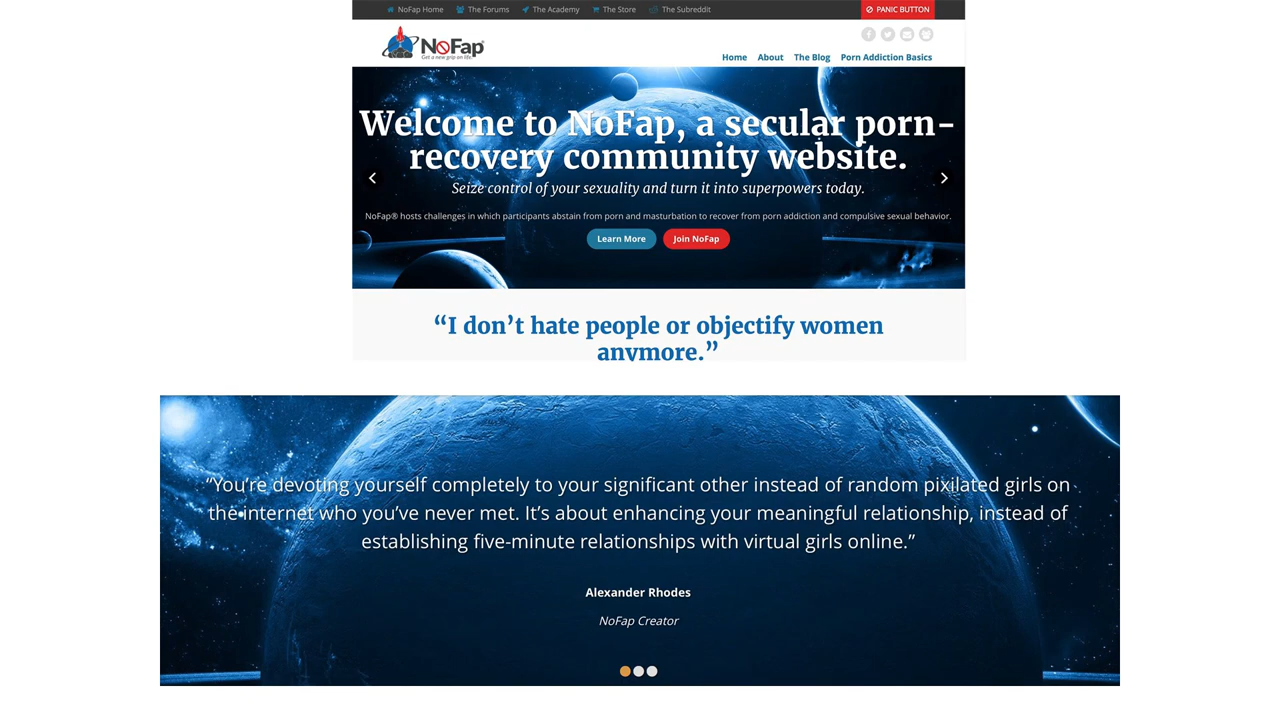 NoFap Home The Forums The Academy The Store The Subreddit PANIC BUTTON
NoFap®
Get a new grip on life.
Home About The Blog Porn Addiction Basics
Welcome to NoFap, a secular porn-
recovery community website.
Seize control of your sexuality and turn it into superpowers today.
NoFap® hosts challenges in which participants abstain from porn and masturbation to recover from porn addiction and compulsive sexual behavior.
Learn More Join NoFap
“I don’t hate people or objectify women
anymore.”
“You’re devoting yourself completely to your significant other instead of random pixilated girls on
the internet who you’ve never met. It’s about enhancing your meaningful relationship, instead of
establishing five-minute relationships with virtual girls online.”
Alexander Rhodes
NoFap Creator